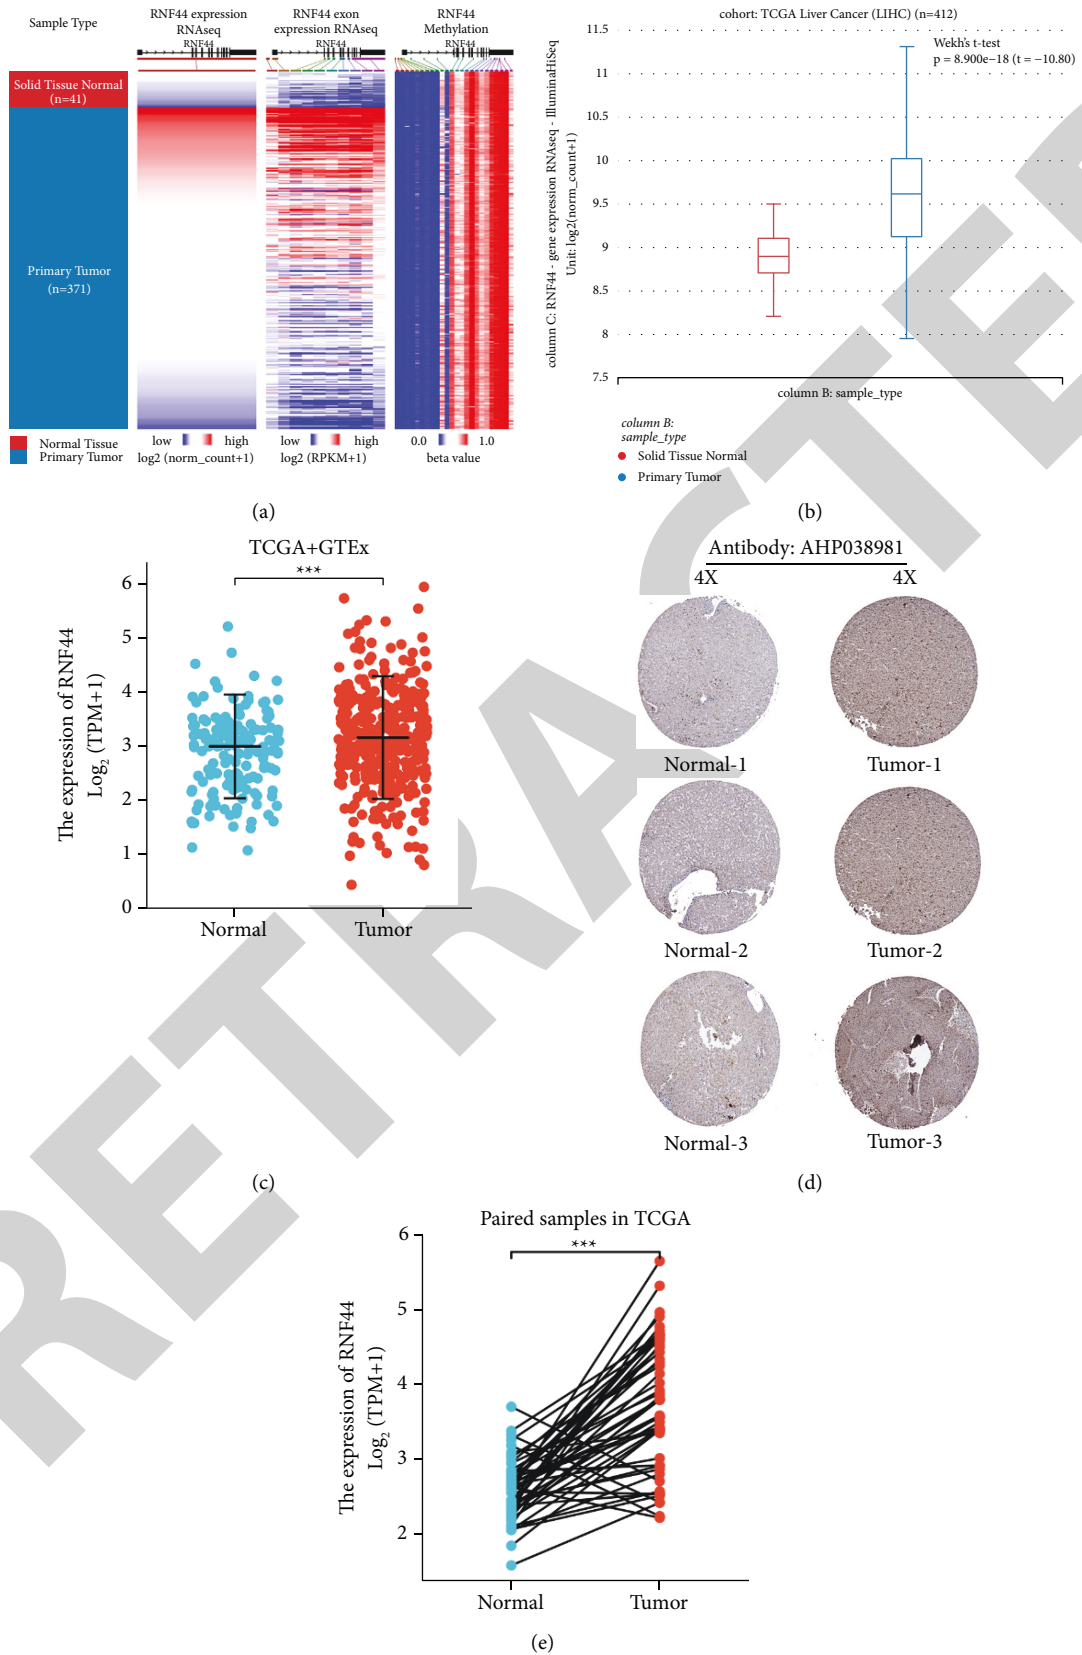 Sample Type
RNF44 expression
RNAseq
RNF44
RNF44 exon
expression RNAseq
RNF44
RNF44
Methylation
RNF44
Solid Tissue Normal
(n=41)
Primary Tumor
(n=371)
Normal Tissue
Primary Tumor
low high
log2 (norm_count+1)
low high
log2 (RPKM+1)
0.0 1.0
beta value
(a)
cohort: TCGA Liver Cancer (LIHC) (n=412)
Wekh's t-test
p = 8.900e−18 (t = −10.80)
column C: RNF44 - gene expression RNAseq - IlluminaHiSeq
Unit: log2(norm_count+1)
11.5
11
10.5
10
9.5
9
8.5
8
7.5
column B: sample_type
column B:
sample_type
Solid Tissue Normal
Primary Tumor
(b)
TCGA+GTEx
***
The expression of RNF44
Log2 (TPM+1)
6
5
4
3
2
1
0
Normal
Tumor
(c)
Antibody: AHP038981
4X 4X
Normal-1 Tumor-1
Normal-2 Tumor-2
Normal-3 Tumor-3
(d)
Paired samples in TCGA
***
The expression of RNF44
Log2 (TPM+1)
6
5
4
3
2
Normal
Tumor
(e)
RETRACTED